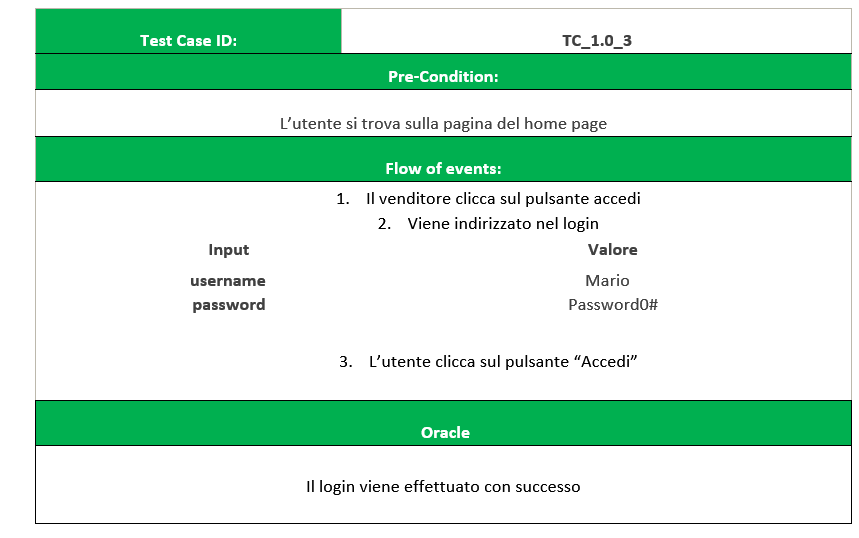 Test Case ID: TC_1.0_3
Pre-Condition:
L’utente si trova sulla pagina del home page
Flow of events:
1. Il venditore clicca sul pulsante accedi
2. Viene indirizzato nel login
Input Valore
username Mario
password Password0#
3. L’utente clicca sul pulsante “Accedi”
Oracle
Il login viene effettuato con successo